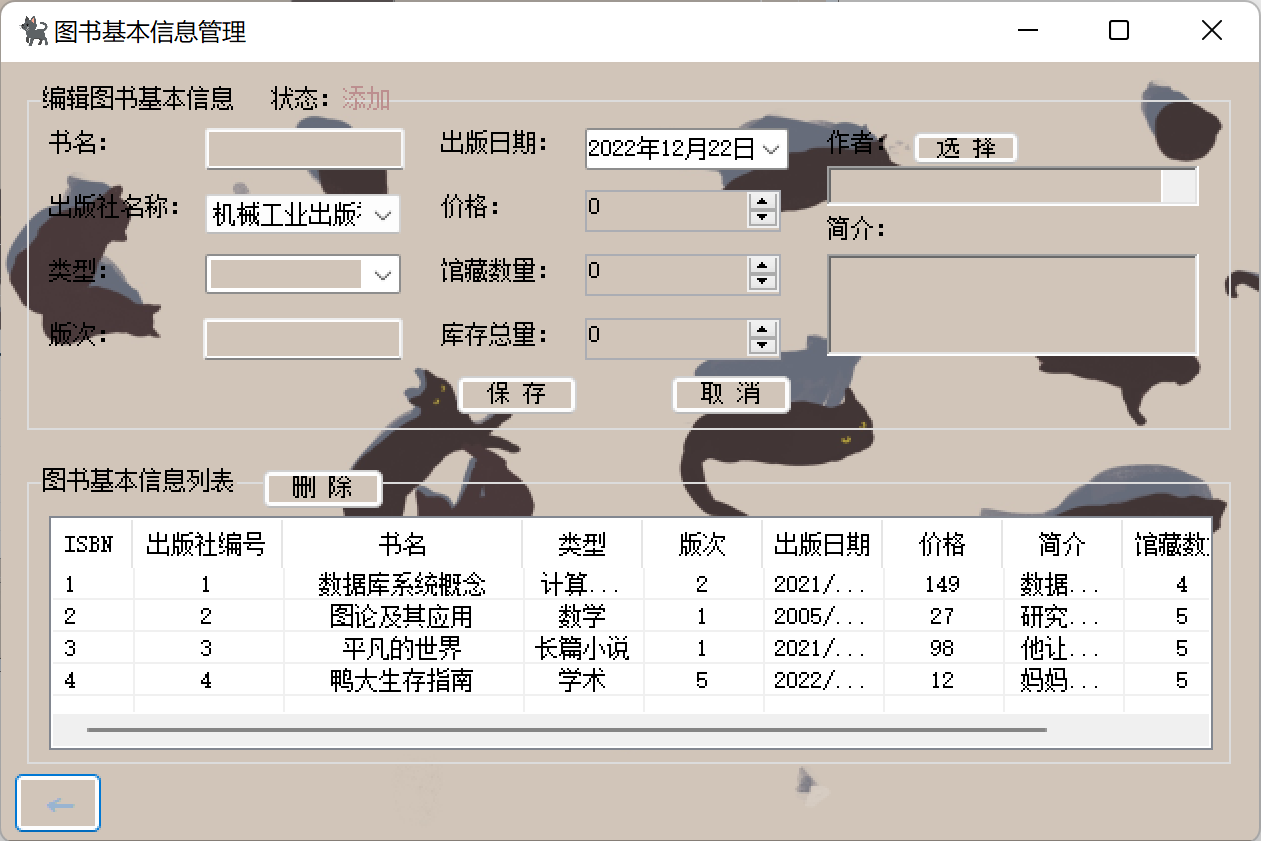 图书基本信息管理
编辑图书基本信息 状态：添加
书名： 出版日期： 2022年12月22日 作者： 选 择
出版社名称： 机械工业出版 价格： 0
简介：
类型： 馆藏数量： 0
版次： 库存总量： 0
保 存 取 消
图书基本信息列表 删 除
ISBN 出版社编号 书名 类型 版次 出版日期 价格 简介 馆藏数
1 1 数据库系统概念 计算... 2 2021/... 149 数据... 4
2 2 图论及其应用 数学 1 2005/... 27 研究... 5
3 3 平凡的世界 长篇小说 1 2021/... 98 他让... 5
4 4 鸭大生存指南 学术 5 2022/... 12 妈妈... 5